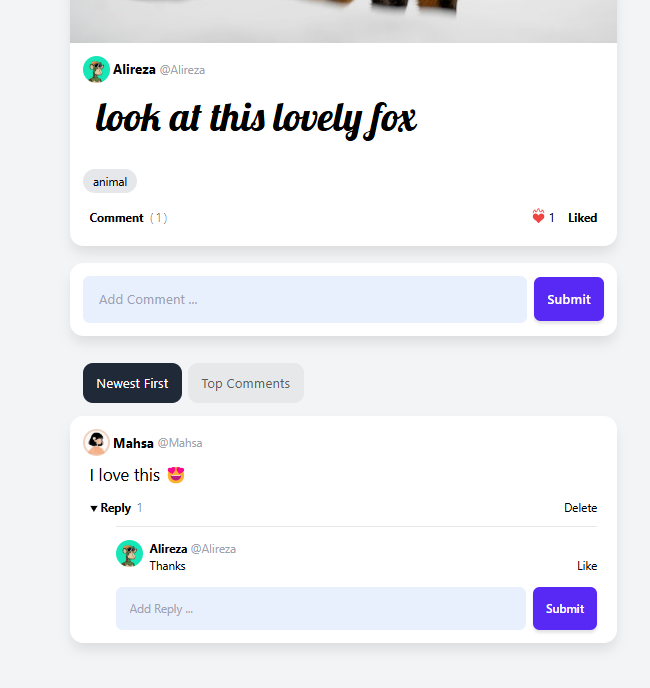 Alireza @Alireza
look at this lovely fox
animal
Comment (1) 1 Liked
Add Comment ... Submit
Newest First Top Comments
Mahsa @Mahsa
I love this 😍
▾ Reply 1 Delete
Alireza @Alireza
Thanks Like
Add Reply ... Submit